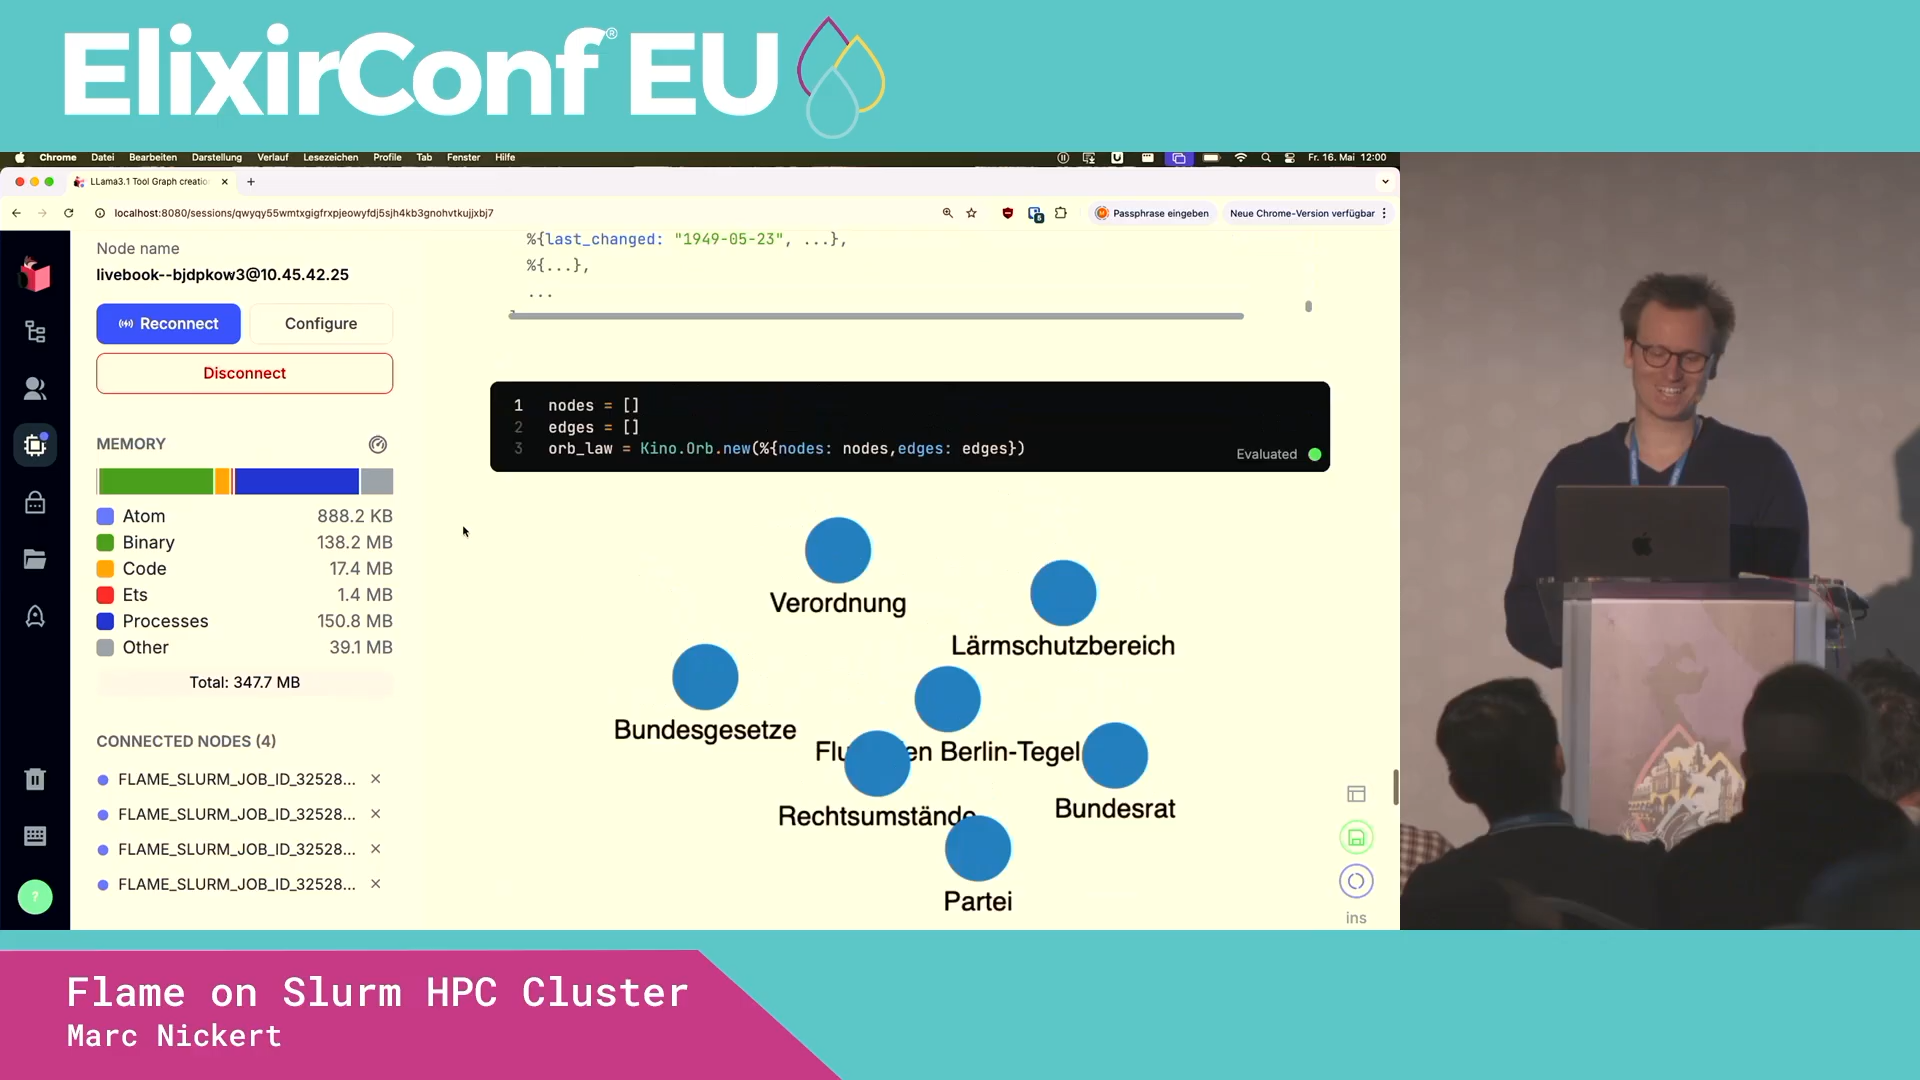 ElixirConf® EU
Chrome Datei Bearbeiten Darstellung Verlauf Lesezeichen Profile Tab Fenster Hilfe Fr. 16. Mai 12:00
LLama3.1 Tool Graph creatio
localhost:8080/sessions/qwyqy55wmtxgigfrxpjeowyfdj5sjh4kb3gnohvtkujjxbj7
Passphrase eingeben
Neue Chrome-Version verfügbar
Node name
livebook--bjdpkow3@10.45.42.25
Reconnect
Configure
Disconnect
MEMORY
Atom 888.2 KB
Binary 138.2 MB
Code 17.4 MB
Ets 1.4 MB
Processes 150.8 MB
Other 39.1 MB
Total: 347.7 MB
CONNECTED NODES (4)
FLAME_SLURM_JOB_ID_32528...
FLAME_SLURM_JOB_ID_32528...
FLAME_SLURM_JOB_ID_32528...
FLAME_SLURM_JOB_ID_32528...
%{last_changed: "1949-05-23", ...},
%{...},
...
1 nodes = []
2 edges = []
3 orb_law = Kino.Orb.new(%{nodes: nodes,edges: edges})
Evaluated
Verordnung
Lärmschutzbereich
Bundesgesetze
Berlin-Tegel
Rechtsumstände
Bundesrat
Partei
ins
Flame on Slurm HPC Cluster
Marc Nickert